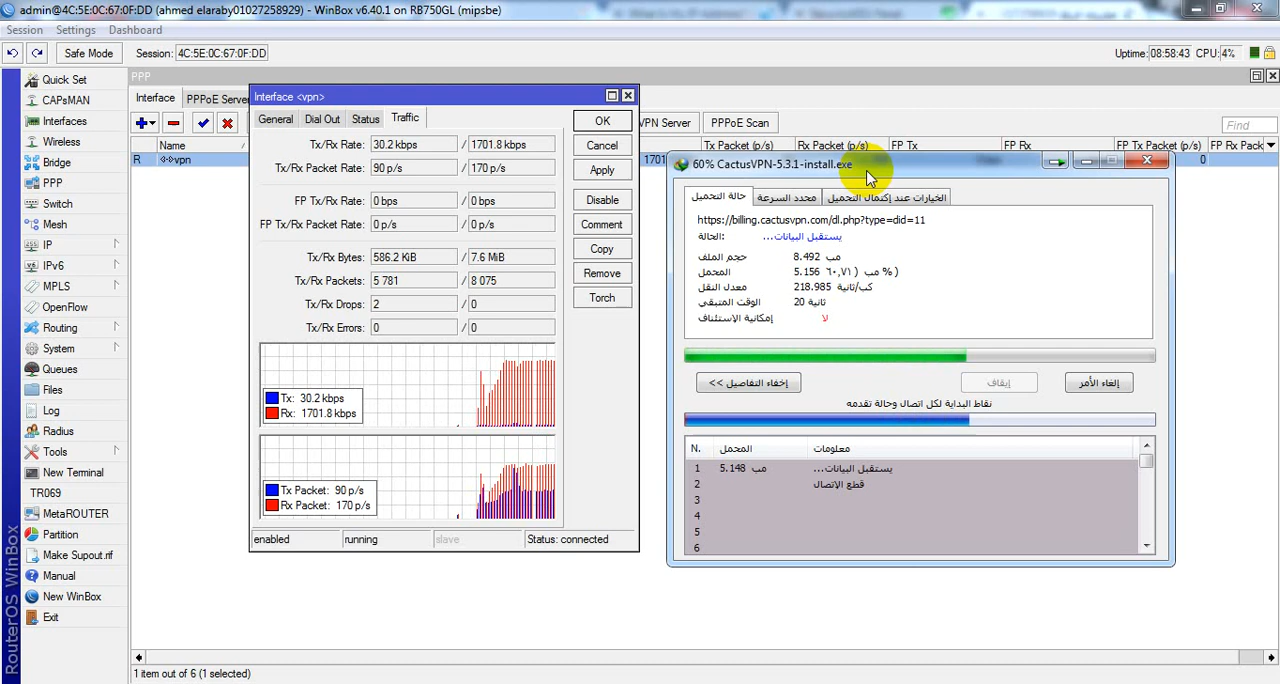 admin@4C:5E:0C:67:0F:DD (ahmed elaraby01027258929) - WinBox v6.40.1 on RB750GL (mipsbe)
Session Settings Dashboard
Safe Mode Session: 4C:5E:0C:67:0F:DD Uptime: 08:58:43 CPU: 4%
Quick Set
CAPsMAN
Interfaces
Wireless
Bridge
PPP
Switch
Mesh
IP
IPv6
MPLS
OpenFlow
Routing
System
Queues
Files
Log
Radius
Tools
New Terminal
TR069
MetaROUTER
Partition
Make Supout.rif
Manual
New WinBox
Exit
RouterOS WinBox
PPP
Interface PPPoE Server VPN Server PPPoE Scan
Find
Name Tx Packet (p/s) Rx Packet (p/s) FP Tx FP Rx FP Tx Packet (p/s) FP Rx Pack
R vpn 1701 0
Interface <vpn>
General Dial Out Status Traffic
Tx/Rx Rate: 30.2 kbps / 1701.8 kbps
Tx/Rx Packet Rate: 90 p/s / 170 p/s
FP Tx/Rx Rate: 0 bps / 0 bps
FP Tx/Rx Packet Rate: 0 p/s / 0 p/s
Tx/Rx Bytes: 586.2 KiB / 7.6 MiB
Tx/Rx Packets: 5 781 / 8 075
Tx/Rx Drops: 2 / 0
Tx/Rx Errors: 0 / 0
Tx: 30.2 kbps
Rx: 1701.8 kbps
Tx Packet: 90 p/s
Rx Packet: 170 p/s
enabled running slave Status: connected
OK
Cancel
Apply
Disable
Comment
Copy
Remove
Torch
60% CactusVPN-5.3.1-install.exe
حالة التحميل محدد السرعة الخيارات عند إكتمال التحميل
https://billing.cactusvpn.com/dl.php?type=did=11
الحالة: يستقبل البيانات...
حجم الملف 8.492 مب
المحمل 5.156 مب ( ٦٠,٧١ % )
معدل النقل 218.985 كب/ثانية
الوقت المتبقي 20 ثانية
إمكانية الإستئناف لا
إخفاء التفاصيل >> إيقاف إلغاء الأمر
نقاط البداية لكل اتصال وحالة تقدمه
N. المحمل معلومات
1 5.148 مب يستقبل البيانات...
2 قطع الإتصال
3
4
5
6
1 item out of 6 (1 selected)